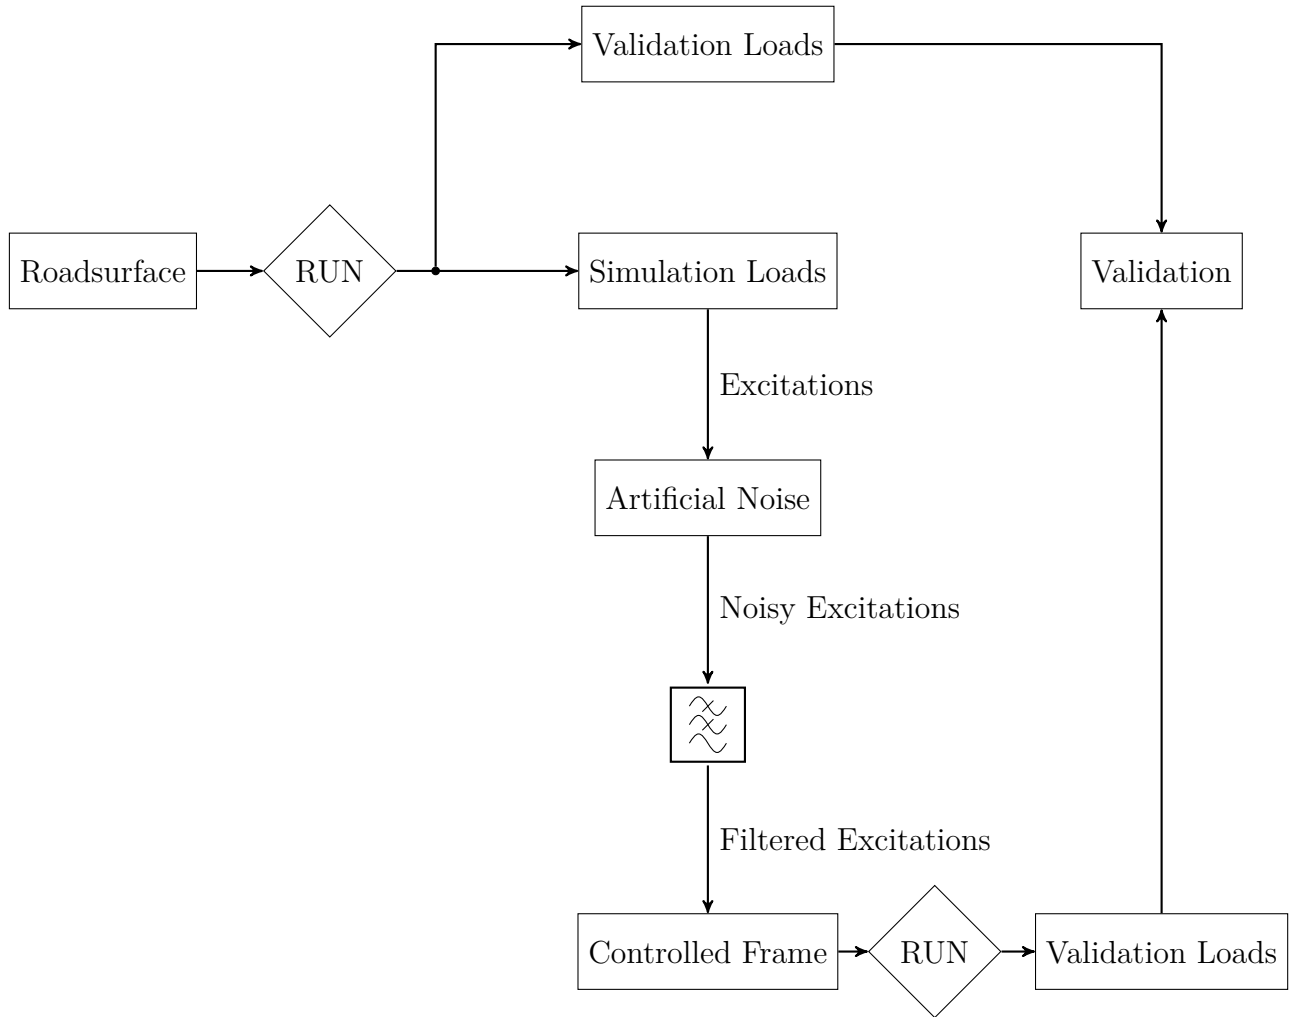 Validation Loads
Roadsurface
RUN
Simulation Loads
Validation
Excitations
Artificial Noise
Noisy Excitations
Filtered Excitations
Controlled Frame
RUN
Validation Loads